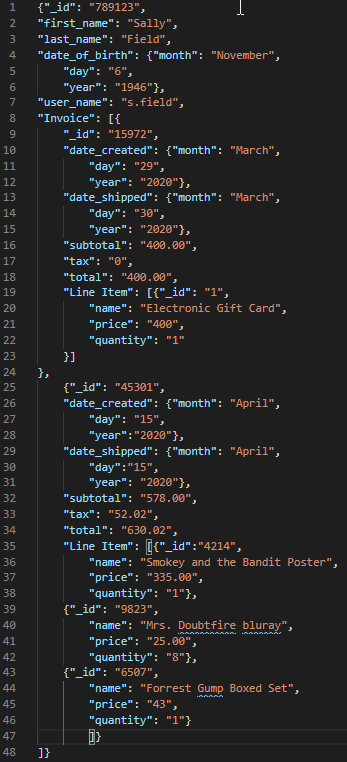 1 {"_id": "789123",
2 "first_name": "Sally",
3 "last_name": "Field",
4 "date_of_birth": {"month": "November",
5 "day": "6",
6 "year": "1946"},
7 "user_name": "s.field",
8 "Invoice": [{
9 "_id": "15972",
10 "date_created": {"month": "March",
11 "day": "29",
12 "year": "2020"},
13 "date_shipped": {"month": "March",
14 "day": "30",
15 "year": "2020"},
16 "subtotal": "400.00",
17 "tax": "0",
18 "total": "400.00",
19 "Line Item": [{"_id": "1",
20 "name": "Electronic Gift Card",
21 "price": "400",
22 "quantity": "1"
23 }]
24 },
25 {"_id": "45301",
26 "date_created": {"month": "April",
27 "day": "15",
28 "year":"2020"},
29 "date_shipped": {"month": "April",
30 "day":"15",
31 "year": "2020"},
32 "subtotal": "578.00",
33 "tax": "52.02",
34 "total": "630.02",
35 "Line Item": [{"_id":"4214",
36 "name": "Smokey and the Bandit Poster",
37 "price": "335.00",
38 "quantity": "1"},
39 {"_id": "9823",
40 "name": "Mrs. Doubtfire bluray",
41 "price": "25.00",
42 "quantity": "8"},
43 {"_id": "6507",
44 "name": "Forrest Gump Boxed Set",
45 "price": "43",
46 "quantity": "1"}
47 ]}
48 ]}